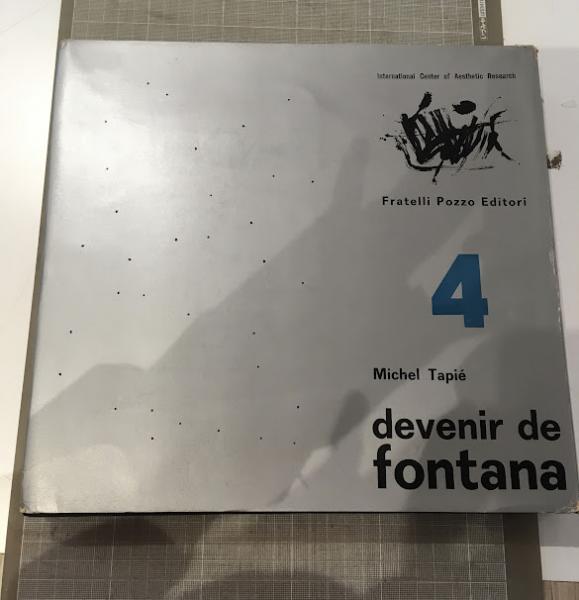 International Center of Aesthetic Research
Fratelli Pozzo Editori
4
Michel Tapié
devenir de
fontana